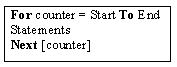 For counter = Start To End
Statements
Next [counter]